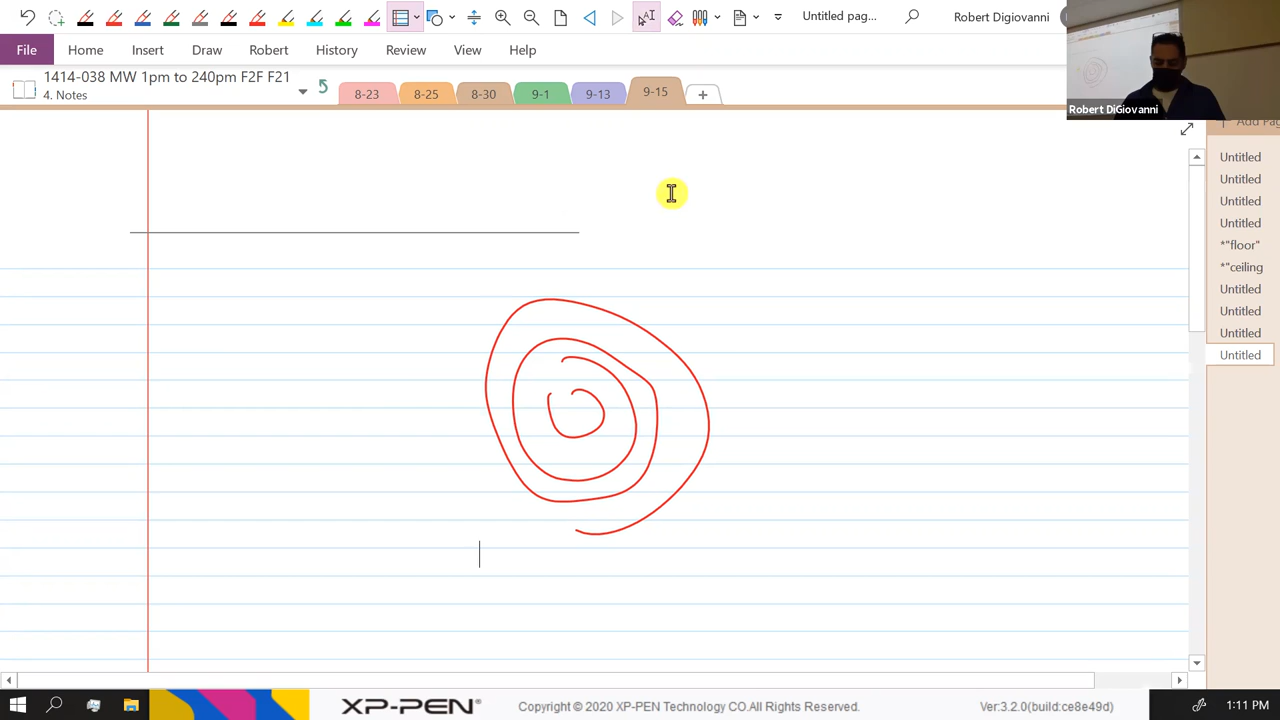 Untitled pag...
Robert Digiovanni
File
Home
Insert
Draw
Robert
History
Review
View
Help
1414-038 MW 1pm to 240pm F2F F21
4. Notes
8-23
8-25
8-30
9-1
9-13
9-15
Robert DiGiovanni
Add Pag
Untitled
Untitled
Untitled
Untitled
*"floor"
*"ceiling
Untitled
Untitled
Untitled
Untitled
XP-PEN
Copyright © 2020 XP-PEN Technology CO.All Rights Reserved.
Ver:3.2.0(build:ce8e49d)
1:11 PM